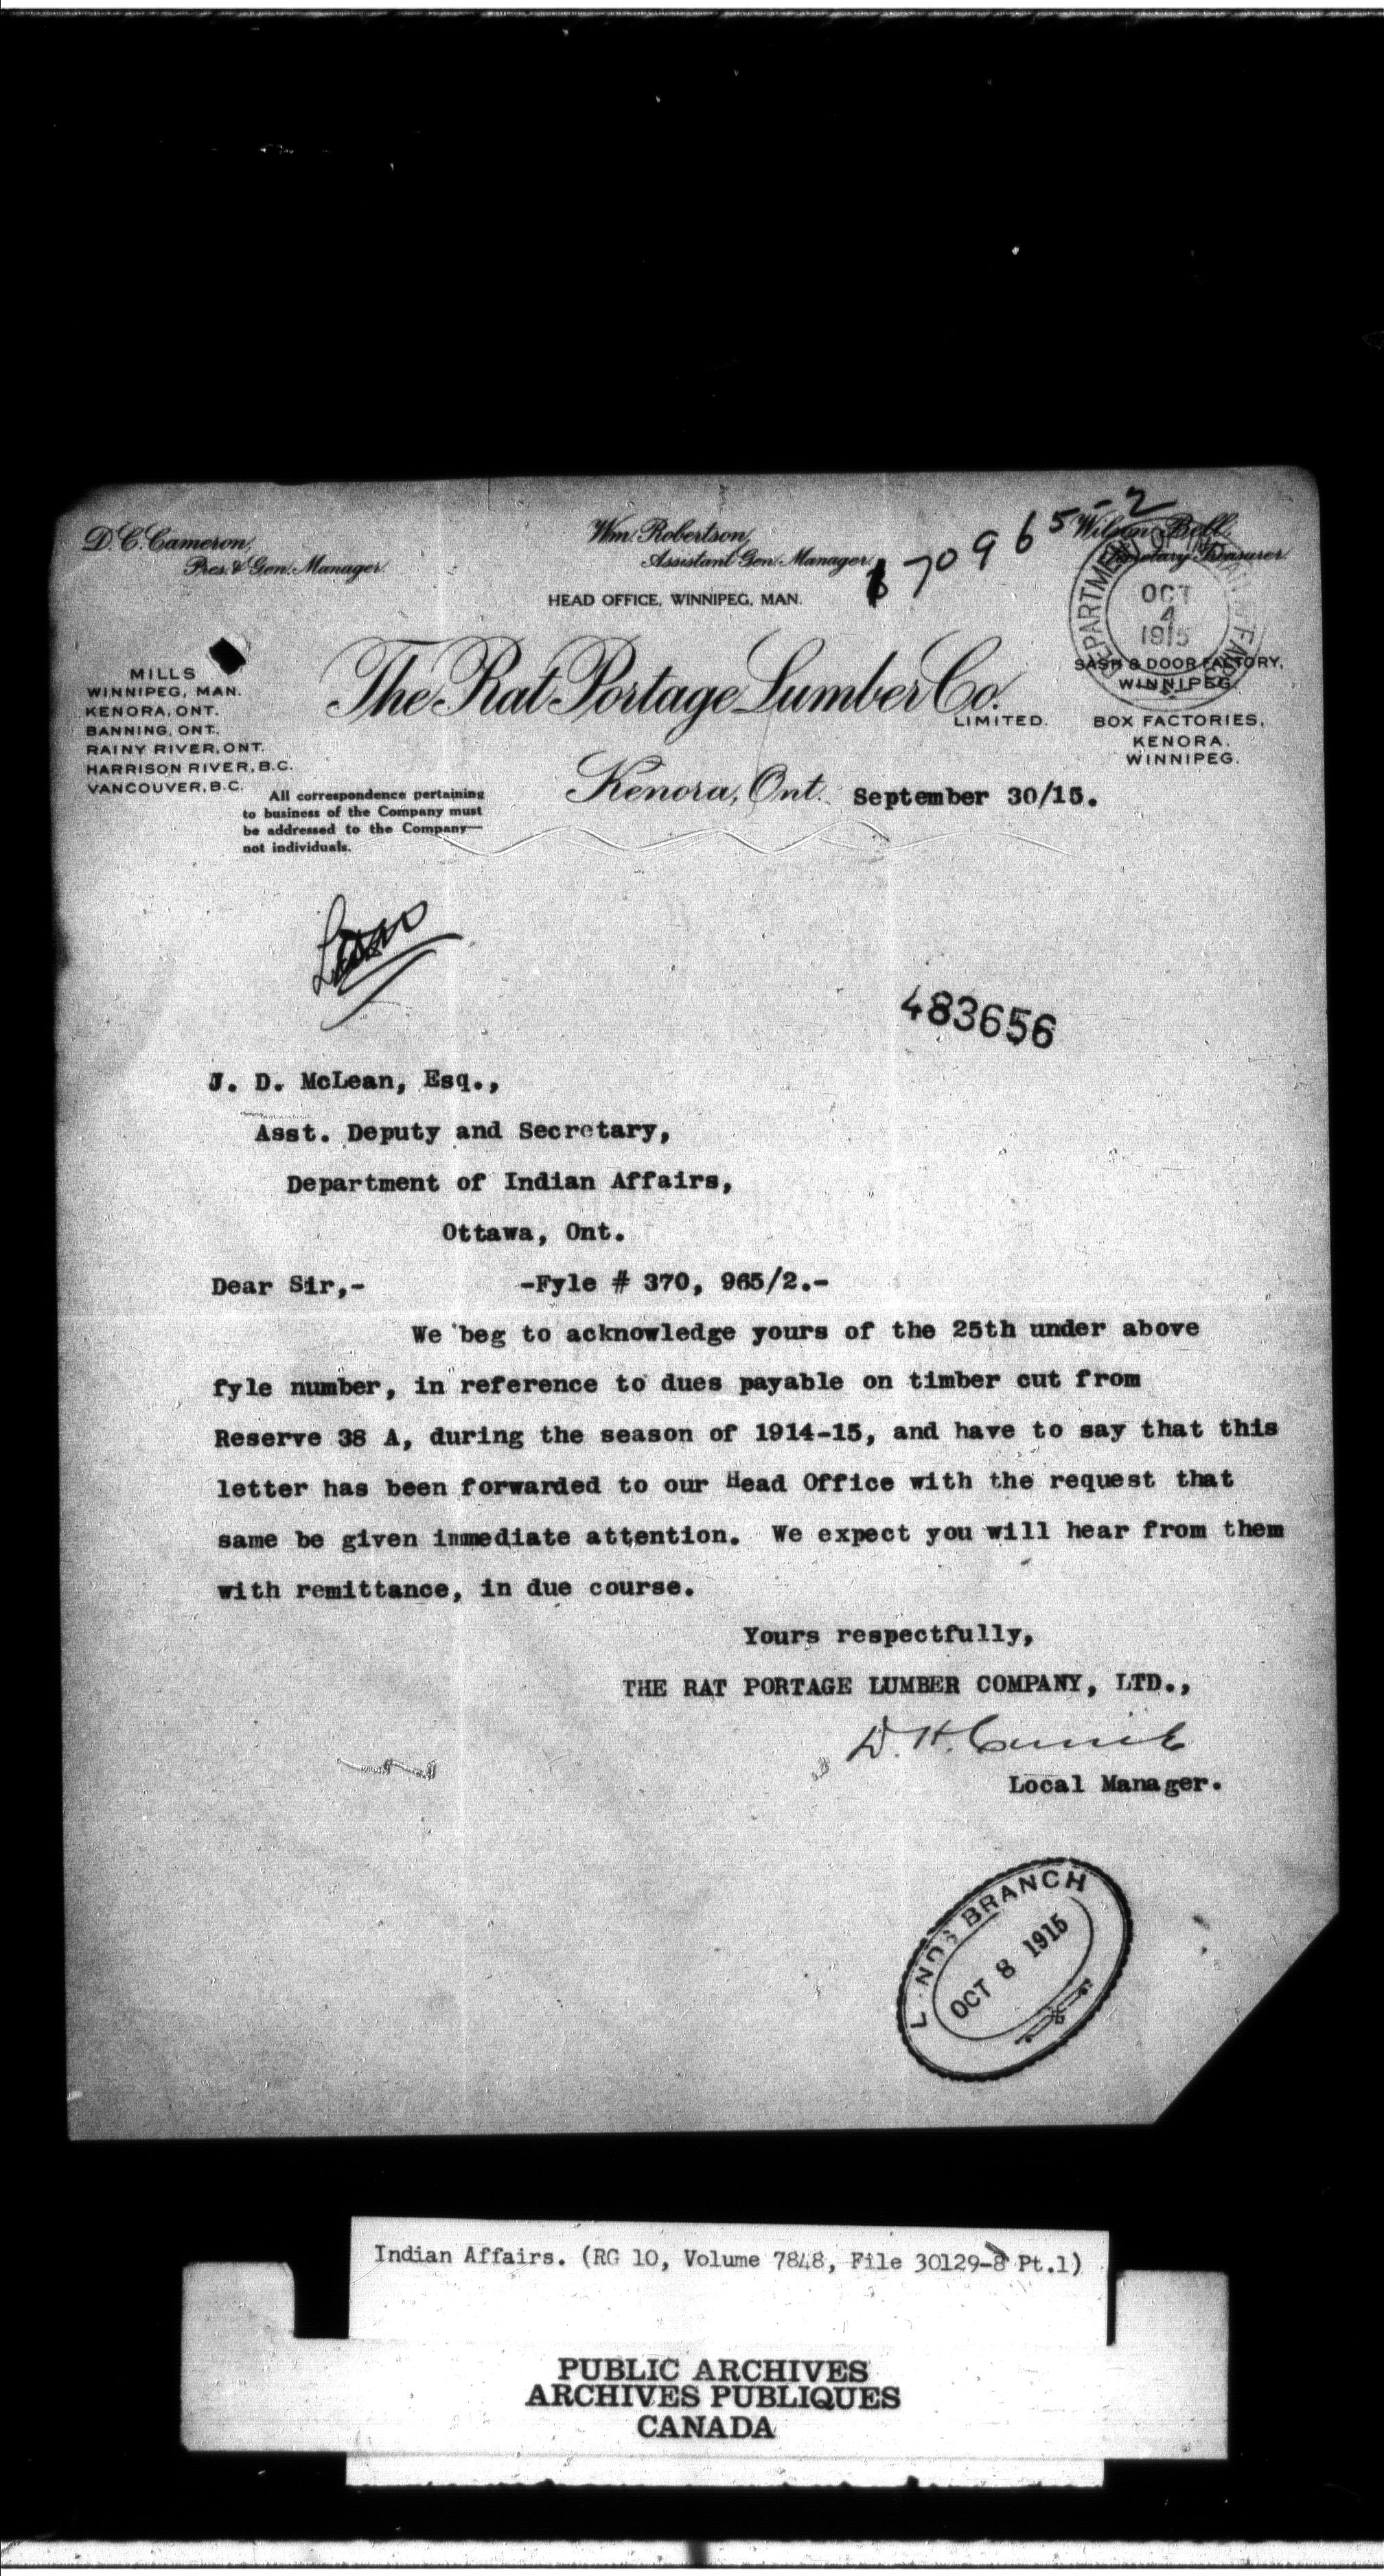 D. C. Cameron,
Pres. & Gen. Manager.
Wm. Robertson,
Assistant Gen. Manager.
Wilson Bell,
Secretary Treasurer.
70965-2
HEAD OFFICE, WINNIPEG, MAN.
DEPARTMENT OF INDIAN AFFAIRS
OCT
4
1915
MILLS
WINNIPEG, MAN.
KENORA, ONT.
BANNING, ONT.
RAINY RIVER, ONT.
HARRISON RIVER, B.C.
VANCOUVER, B.C.
The Rat Portage Lumber Co.
LIMITED.
SASH & DOOR FACTORY,
WINNIPEG.
BOX FACTORIES,
KENORA.
WINNIPEG.
All correspondence pertaining
to business of the Company must
be addressed to the Company—
not individuals.
Kenora, Ont. September 30/15.
483656
J. D. McLean, Esq.,
Asst. Deputy and Secretary,
Department of Indian Affairs,
Ottawa, Ont.
Dear Sir,- -Fyle # 370, 965/2.-
We beg to acknowledge yours of the 25th under above
fyle number, in reference to dues payable on timber cut from
Reserve 38 A, during the season of 1914-15, and have to say that this
letter has been forwarded to our Head Office with the request that
same be given immediate attention. We expect you will hear from them
with remittance, in due course.
Yours respectfully,
THE RAT PORTAGE LUMBER COMPANY, LTD.,
D. H.
Local Manager.
LANDS BRANCH
OCT 8 1915
Indian Affairs. (RG 10, Volume 7848, File 30129-8 Pt.1)
PUBLIC ARCHIVES
ARCHIVES PUBLIQUES
CANADA